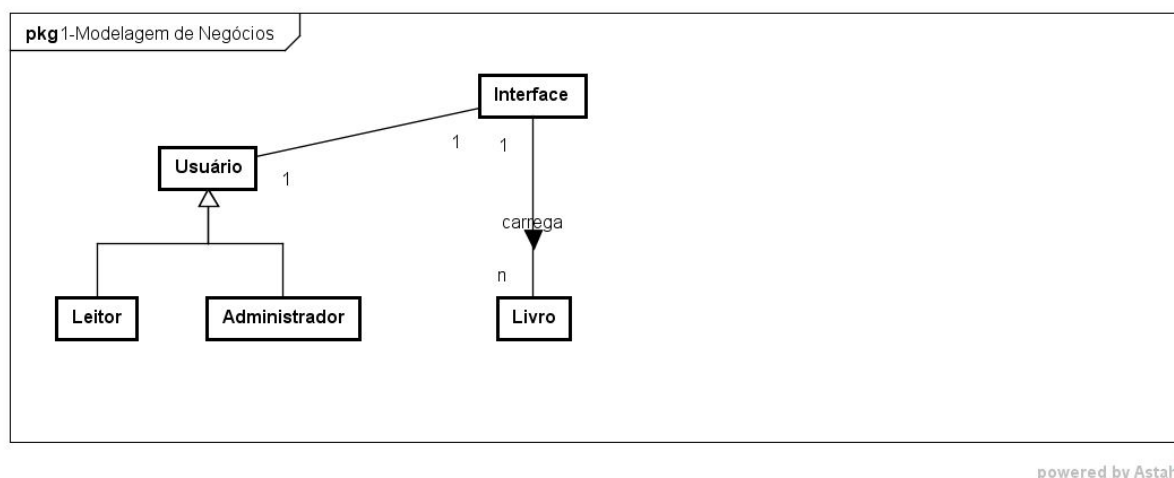 pkg 1-Modelagem de Negócios
Interface
1
1
Usuário
1
carrega
n
Leitor
Administrador
Livro
powered by Astah